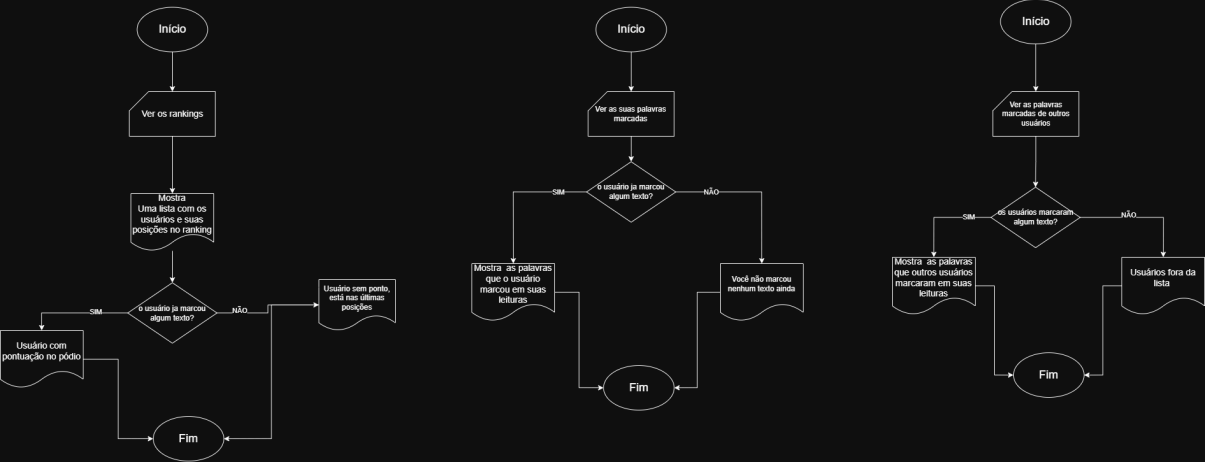 Início
Ver os rankings
Mostra
Uma lista com os
usuários e suas
posições no ranking
o usuário ja marcou
algum texto?
SIM
NÃO
Usuário sem ponto,
está nas últimas
posições
Usuário com
pontuação no pódio
Fim
Início
Ver as suas palavras
marcadas
o usuário ja marcou
algum texto?
SIM
NÃO
Mostra as palavras
que o usuário
marcou em suas
leituras
Você não marcou
nenhum texto ainda
Fim
Início
Ver as palavras
marcadas de outros
usuários
os usuários marcaram
algum texto?
SIM
NÃO
Mostra as palavras
que outros usuários
marcaram em suas
leituras
Usuários fora da
lista
Fim